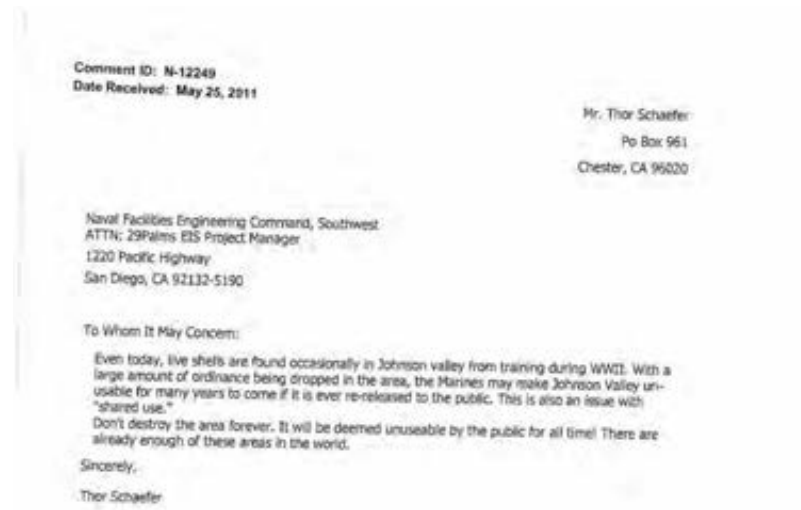 Comment ID: N-12249
Date Received: May 25, 2011
Mr. Thor Schaefer
Po Box 961
Chester, CA 96020
Naval Facilities Engineering Command, Southwest
ATTN: 29Palms EIS Project Manager
1220 Pacific Highway
San Diego, CA 92132-5190
To Whom It May Concern:
Even today, live shells are found occasionally in Johnson valley from training during WWII. With a
large amount of ordinance being dropped in the area, the Marines may make Johnson Valley un-
usable for many years to come if it is ever re-released to the public. This is also an issue with
"shared use."
Don't destroy the area forever. It will be deemed unuseable by the public for all time! There are
already enough of these areas in the world.
Sincerely,
Thor Schaefer